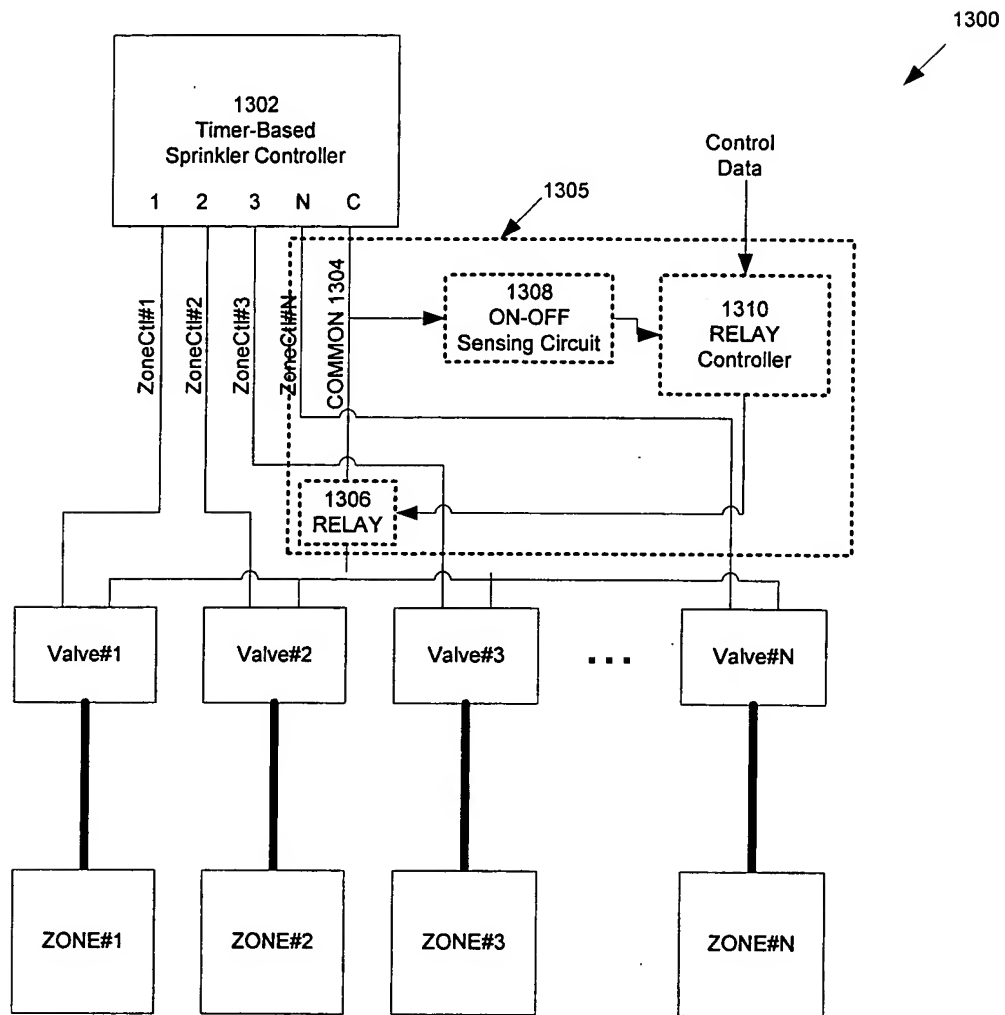 1300
1302
Timer-Based
Sprinkler Controller
1 2 3 N C
Control
Data
1305
ZoneCtl#1
ZoneCtl#2
ZoneCtl#3
ZoneCtl#N
COMMON 1304
1308
ON-OFF
Sensing Circuit
1310
RELAY
Controller
1306
RELAY
Valve#1
Valve#2
Valve#3
...
Valve#N
ZONE#1
ZONE#2
ZONE#3
ZONE#N